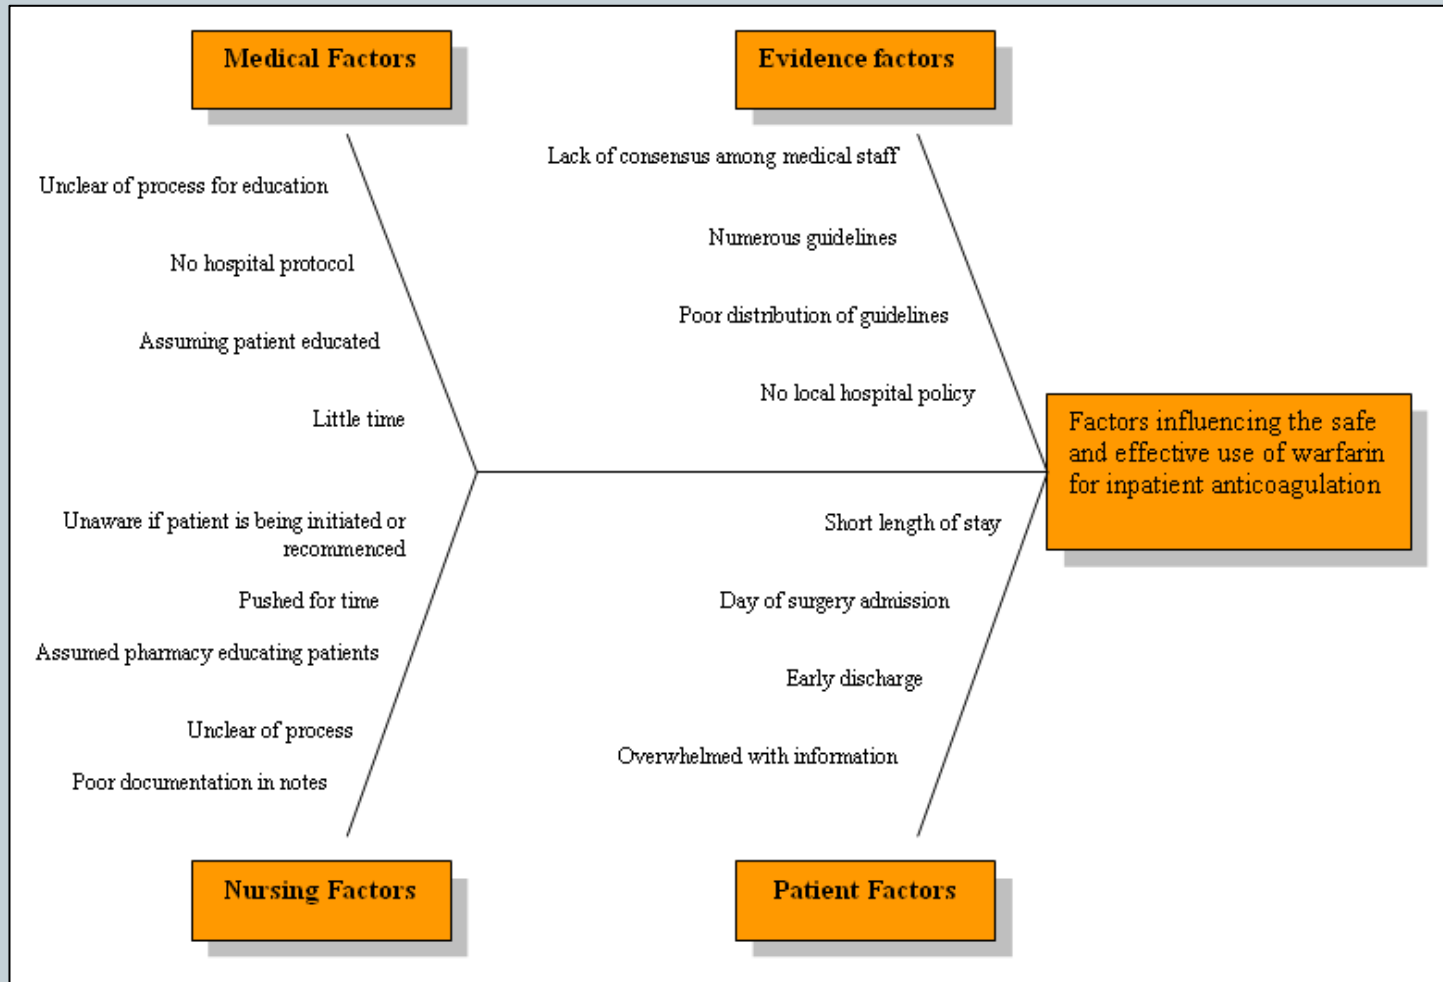 Medical Factors
Evidence factors
Unclear of process for education
No hospital protocol
Assuming patient educated
Little time
Lack of consensus among medical staff
Numerous guidelines
Poor distribution of guidelines
No local hospital policy
Factors influencing the safe
and effective use of warfarin
for inpatient anticoagulation
Unaware if patient is being initiated or
recommenced
Pushed for time
Assumed pharmacy educating patients
Unclear of process
Poor documentation in notes
Short length of stay
Day of surgery admission
Early discharge
Overwhelmed with information
Nursing Factors
Patient Factors